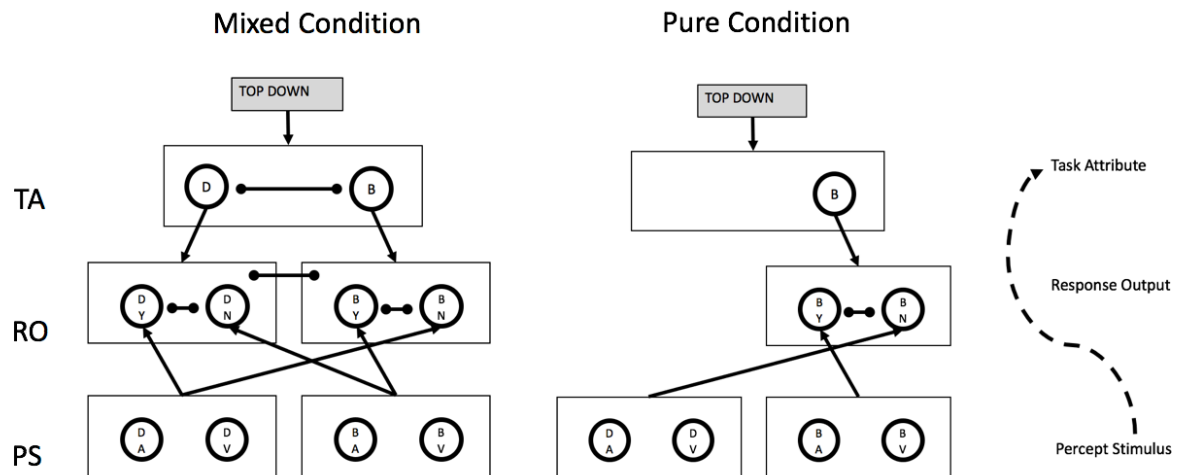 Mixed Condition
Pure Condition
TOP DOWN
TOP DOWN
TA
D
B
B
Task Attribute
RO
D
Y
D
N
B
Y
B
N
B
Y
B
N
Response Output
PS
D
A
D
V
B
A
B
V
D
A
D
V
B
A
B
V
Percept Stimulus